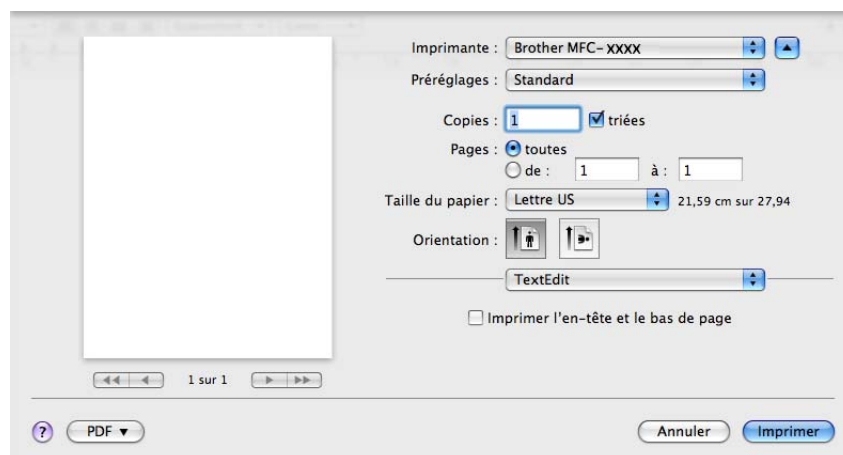 Imprimante : Brother MFC- XXXX
Préréglages : Standard
Copies : 1 triées
Pages : toutes
de : 1 à : 1
Taille du papier : Lettre US 21,59 cm sur 27,94
Orientation :
TextEdit
Imprimer l'en-tête et le bas de page
1 sur 1
? PDF Annuler Imprimer